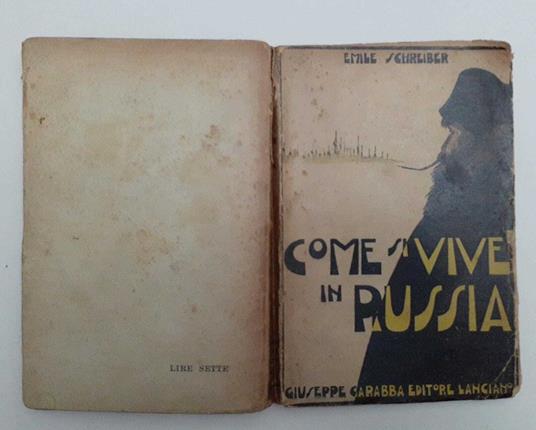 EMILE SCHREIBER
COME SI VIVE
IN RUSSIA
GIUSEPPE CARABBA EDITORE LANCIANO
LIRE SETTE